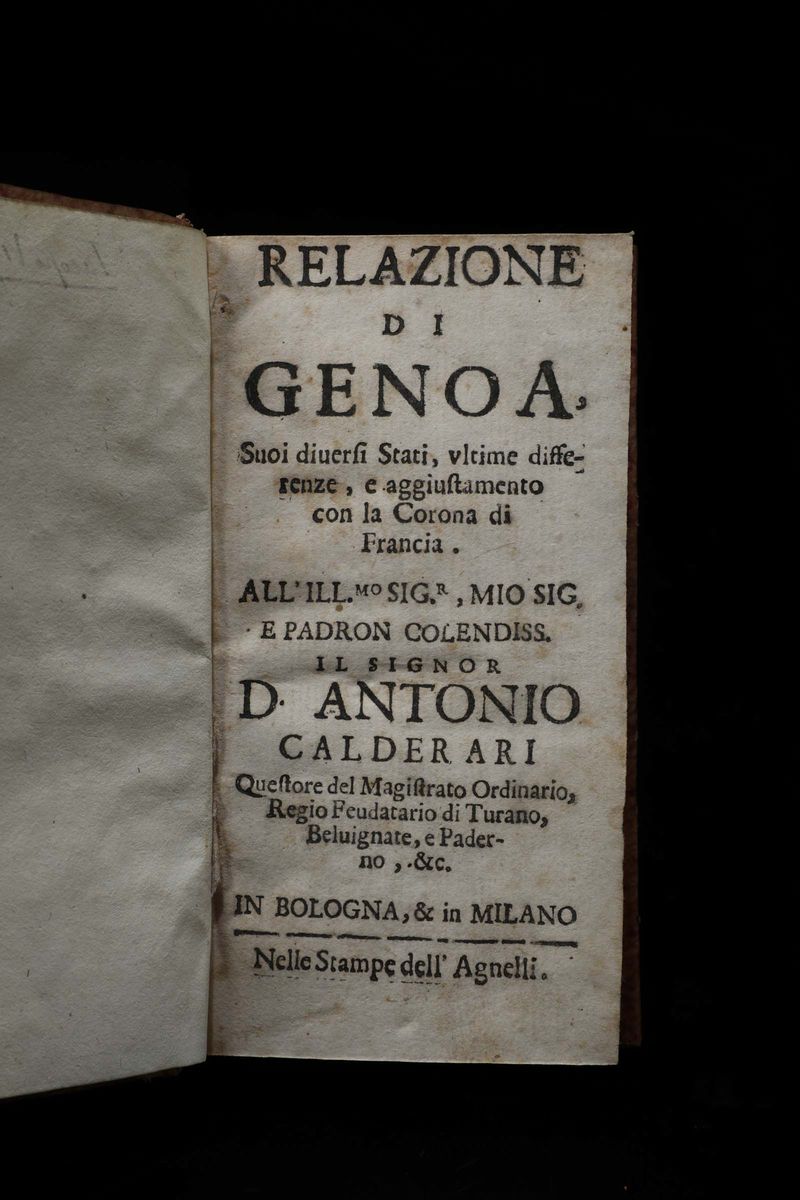 RELAZIONE
DI
GENOA,
Suoi diuerſi Stati, vltime diffe-
renze, e aggiuſtamento
con la Corona di
Francia.
ALL'ILL.MO SIG.R, MIO SIG.
E PADRON COLENDISS.
IL SIGNOR
D. ANTONIO
CALDERARI
Queſtore del Magiſtrato Ordinario,
Regio Feudatario di Turano,
Beluignate, e Pader-
no, &c.
IN BOLOGNA, & in MILANO
Nelle Stampe dell' Agnelli.